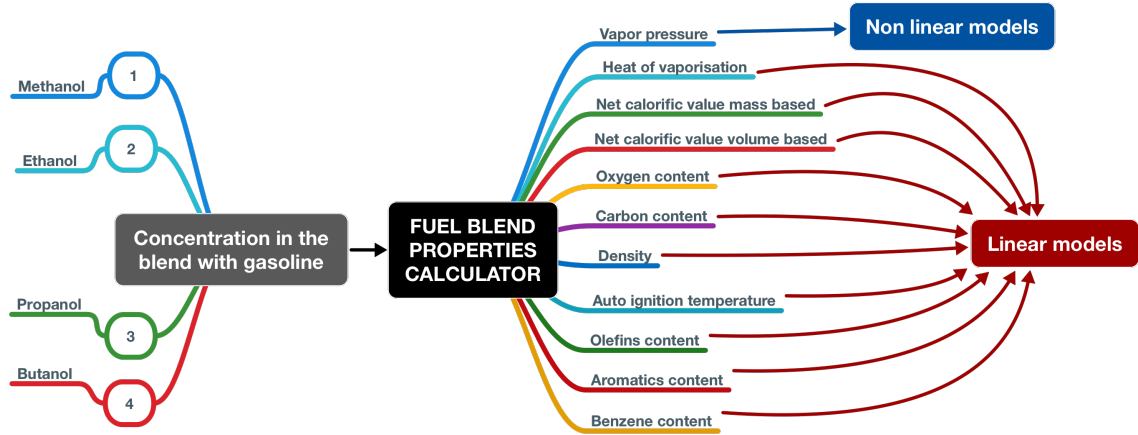 Methanol
1
Ethanol
2
Concentration in the
blend with gasoline
Propanol
3
Butanol
4
FUEL BLEND
PROPERTIES
CALCULATOR
Vapor pressure
Heat of vaporisation
Net calorific value mass based
Net calorific value volume based
Oxygen content
Carbon content
Density
Auto ignition temperature
Olefins content
Aromatics content
Benzene content
Non linear models
Linear models